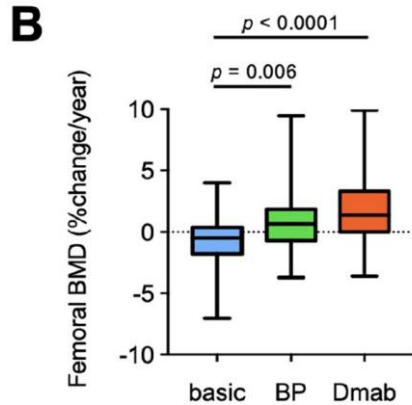 B
p < 0.0001
p = 0.006
Femoral BMD (%change/year)
10
5
0
-5
-10
basic BP Dmab